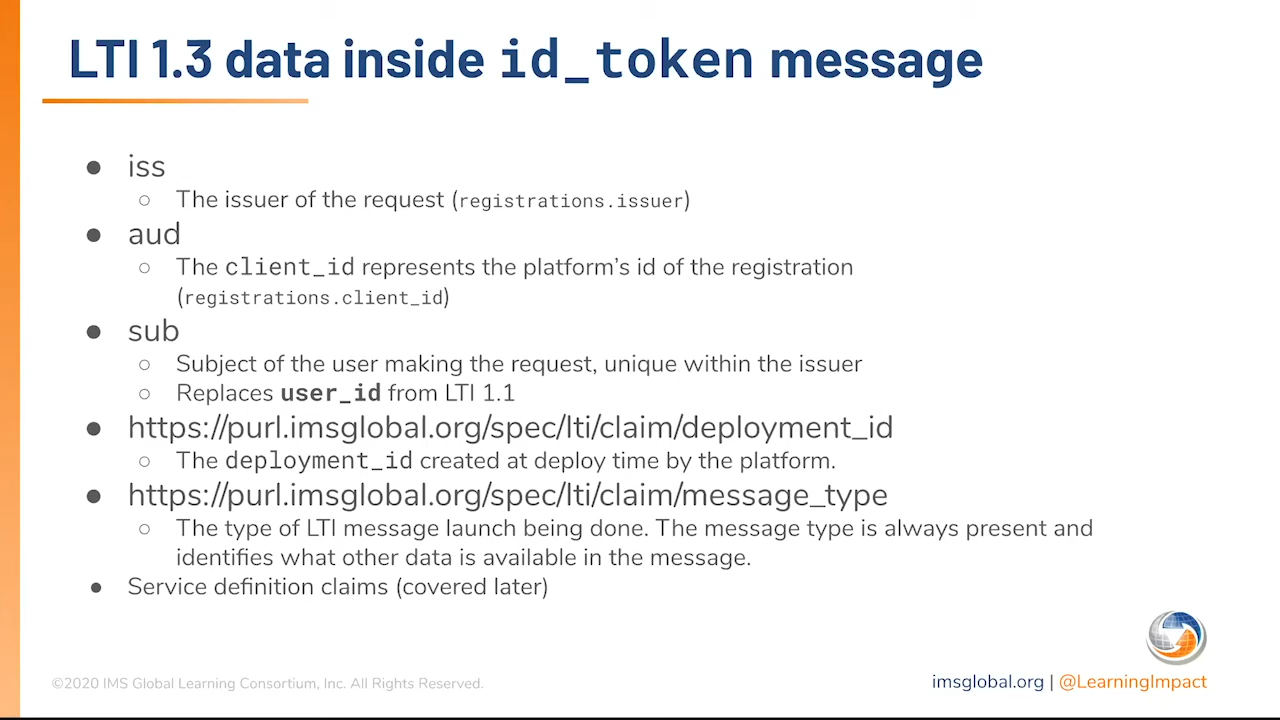 LTI 1.3 data inside id_token message
● iss
○ The issuer of the request (registrations.issuer)
● aud
○ The client_id represents the platform's id of the registration
(registrations.client_id)
● sub
○ Subject of the user making the request, unique within the issuer
○ Replaces user_id from LTI 1.1
● https://purl.imsglobal.org/spec/lti/claim/deployment_id
○ The deployment_id created at deploy time by the platform.
● https://purl.imsglobal.org/spec/lti/claim/message_type
○ The type of LTI message launch being done. The message type is always present and
identifies what other data is available in the message.
● Service definition claims (covered later)
©2020 IMS Global Learning Consortium, Inc. All Rights Reserved.
imsglobal.org | @LearningImpact